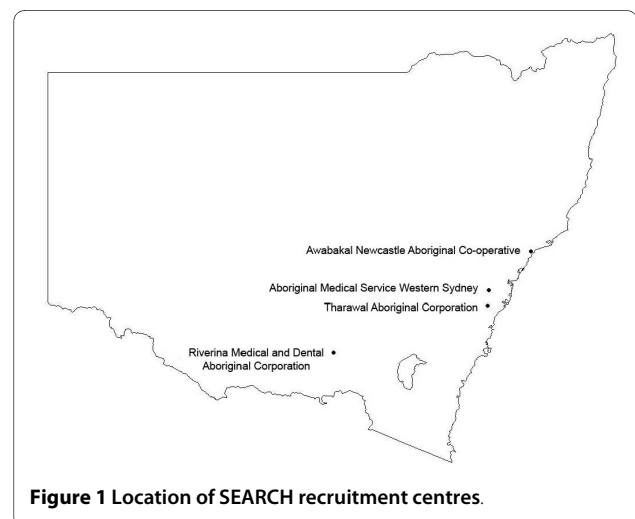 Awabakal Newcastle Aboriginal Co-operative
Aboriginal Medical Service Western Sydney
Tharawal Aboriginal Corporation
Riverina Medical and Dental
Aboriginal Corporation
Figure 1 Location of SEARCH recruitment centres.